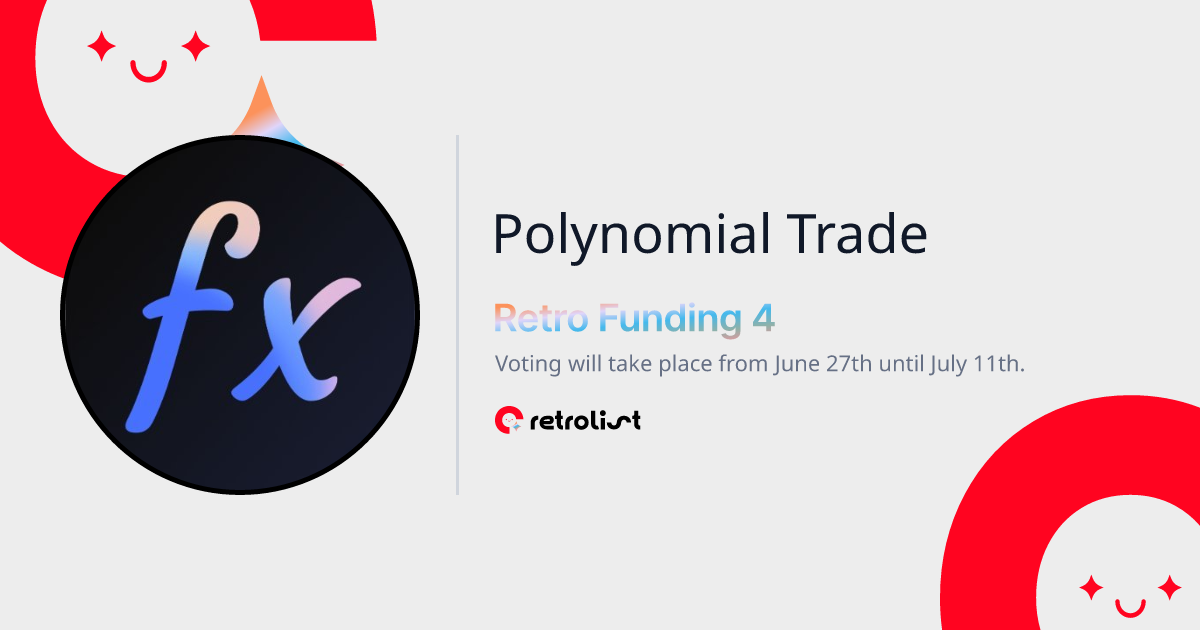 fx
Polynomial Trade
Retro Funding 4
Voting will take place from June 27th until July 11th.
retrolist